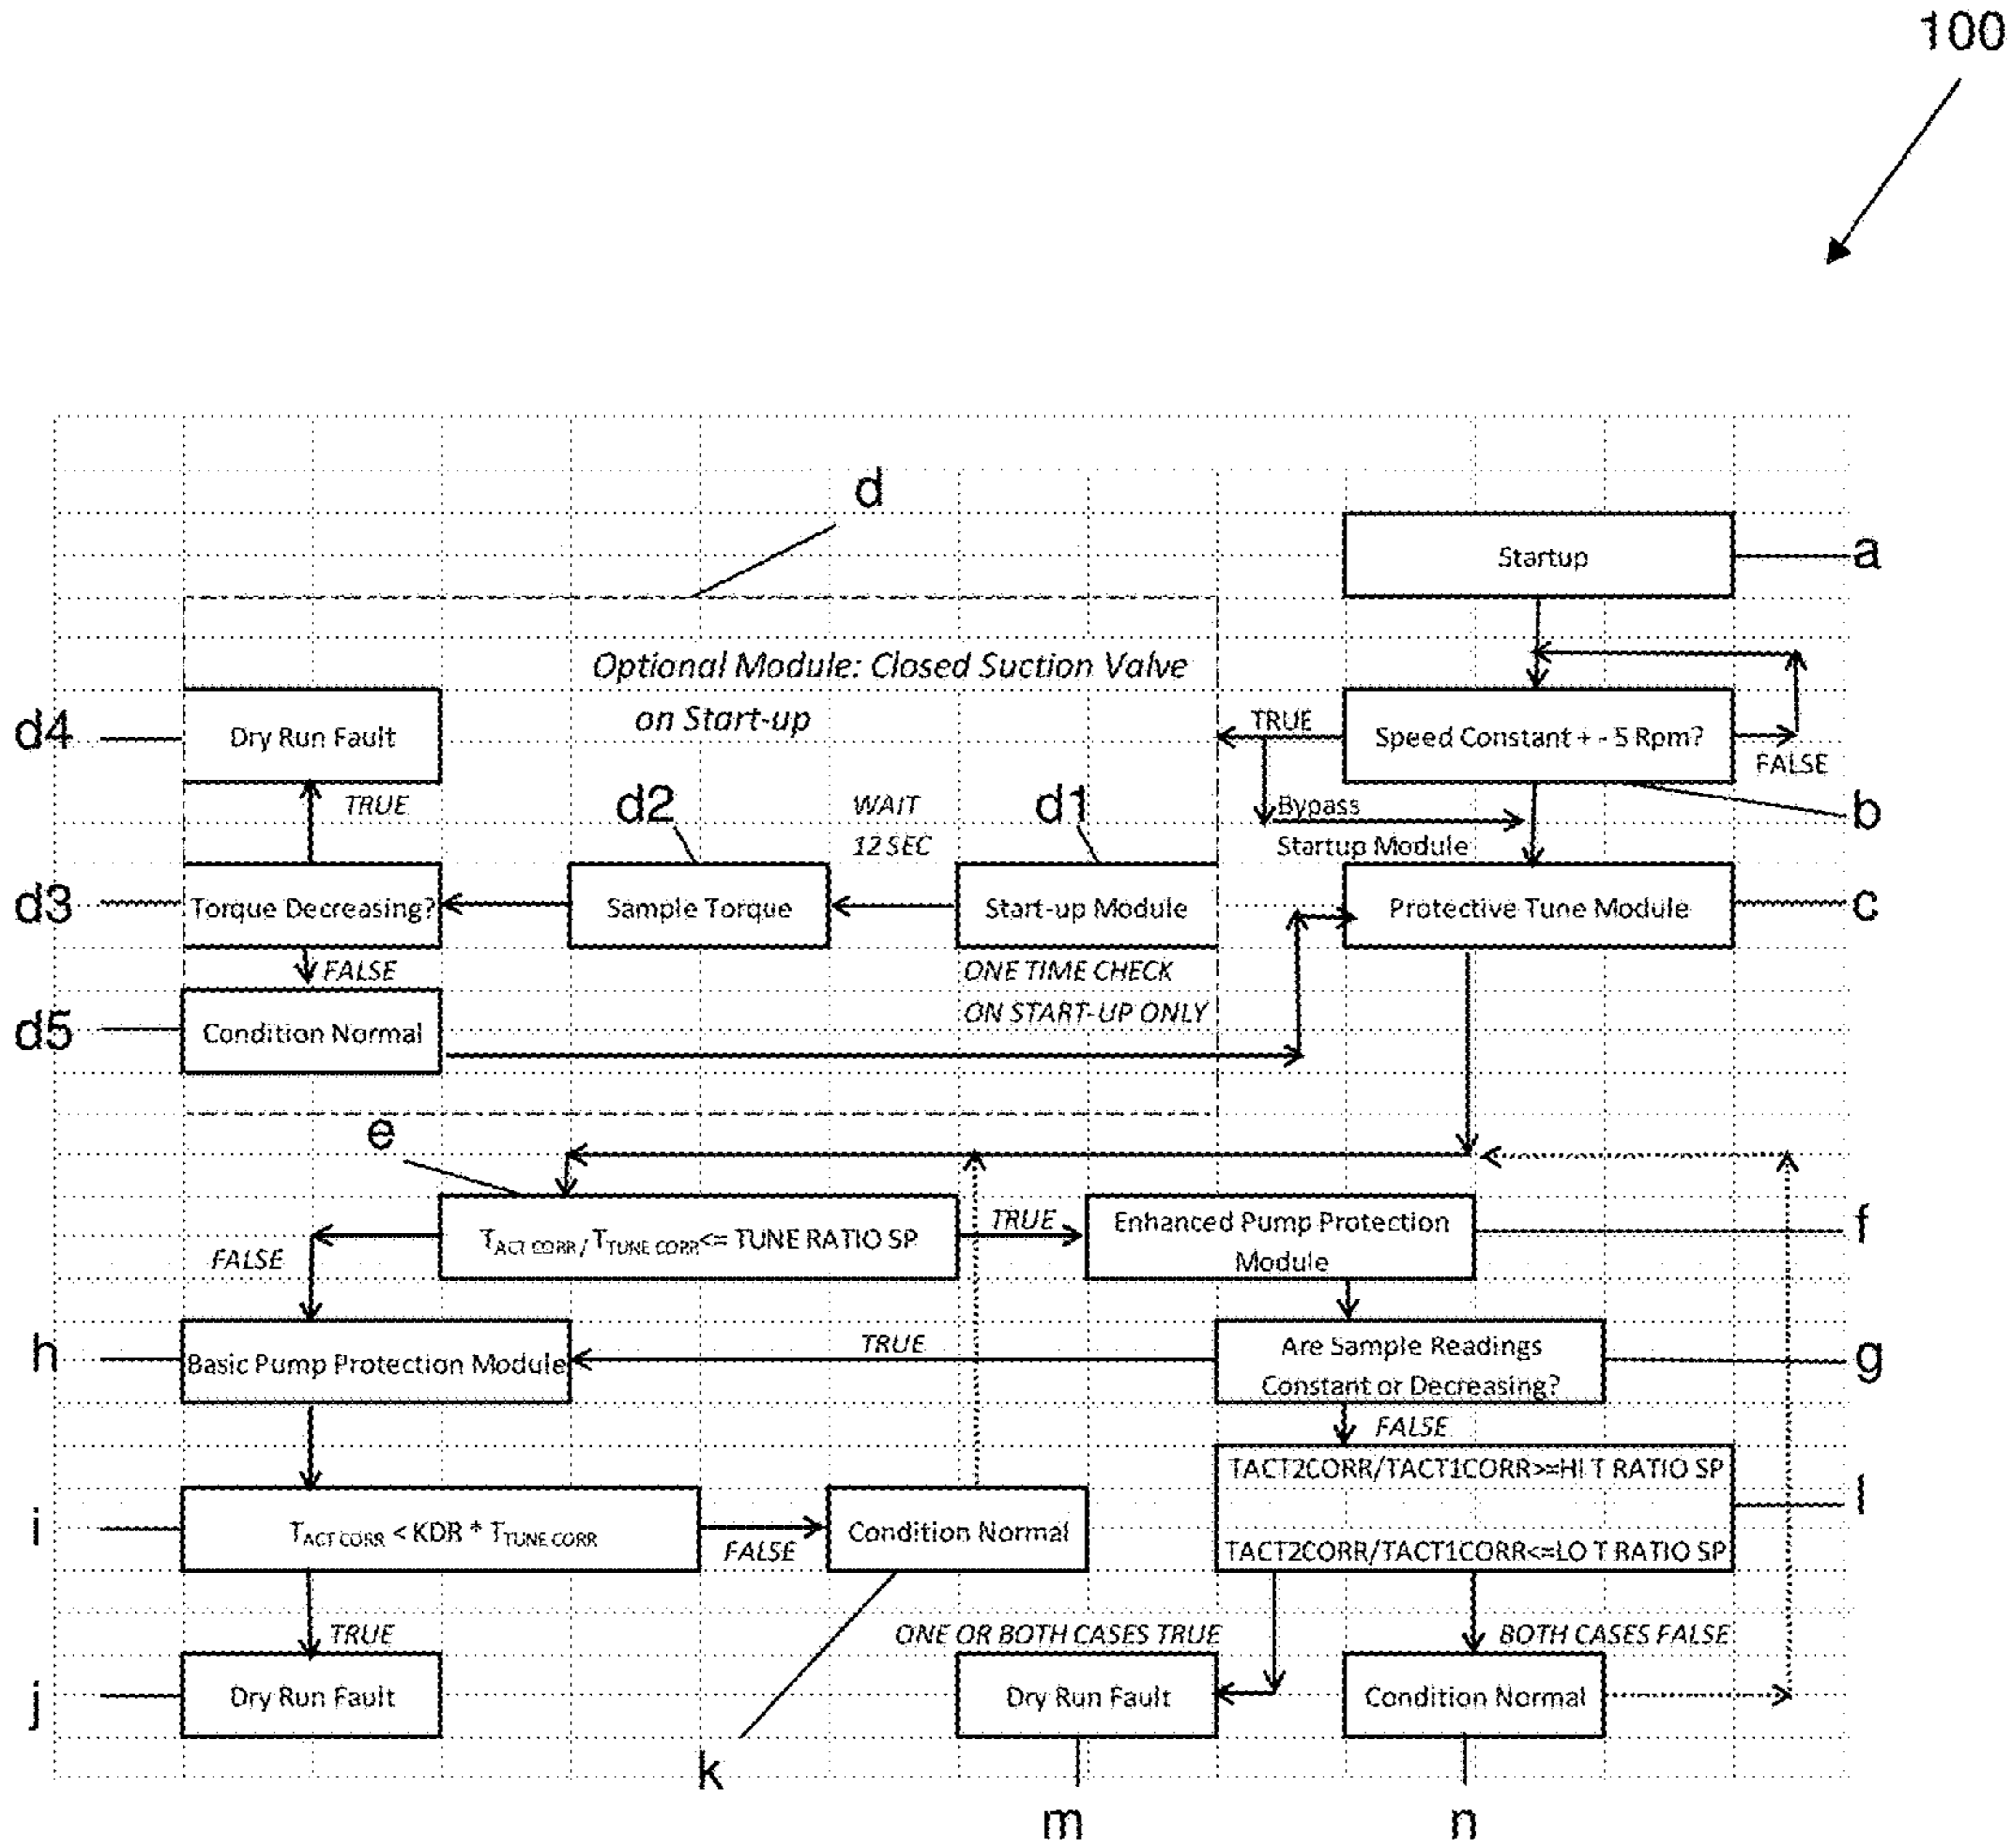 100
d
Startup
a
Optional Module: Closed Suction Valve
on Start-up
d4
Dry Run Fault
TRUE
Speed Constant + - 5 Rpm?
FALSE
TRUE
d2
WAIT
12 SEC
d1
Bypass
Startup Module
b
d3
Torque Decreasing?
Sample Torque
Start-up Module
Protective Tune Module
c
FALSE
ONE TIME CHECK
ON START-UP ONLY
d5
Condition Normal
e
TACT CORR / TTUNE CORR<= TUNE RATIO SP
TRUE
Enhanced Pump Protection
Module
f
FALSE
h
Basic Pump Protection Module
TRUE
Are Sample Readings
Constant or Decreasing?
g
FALSE
TACT2CORR/TACT1CORR>=HI T RATIO SP
TACT2CORR/TACT1CORR<=LO T RATIO SP
l
i
TACT CORR < KDR * TTUNE CORR
FALSE
Condition Normal
TRUE
ONE OR BOTH CASES TRUE
BOTH CASES FALSE
j
Dry Run Fault
Dry Run Fault
Condition Normal
k
m
n